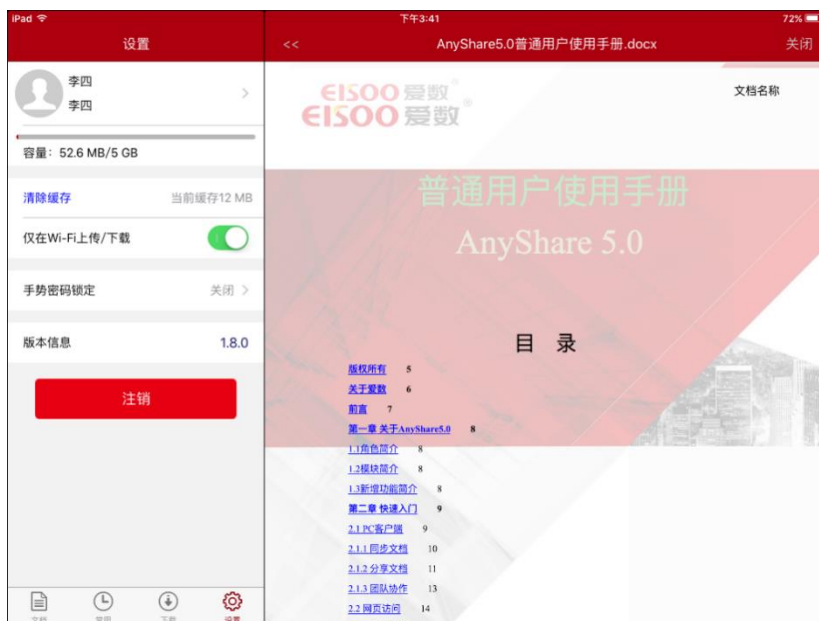 iPad
下午3:41
72%
设置
李四
李四
容量：52.6 MB/5 GB
清除缓存 当前缓存12 MB
仅在Wi-Fi上传/下载
手势密码锁定 关闭
版本信息 1.8.0
注销
文档
常用
下载
设置
<< AnyShare5.0普通用户使用手册.docx 关闭
EISOO 爱数®
EISOO 爱数®
文档名称
普通用户使用手册
AnyShare 5.0
目 录
版权所有 5
关于爱数 6
前言 7
第一章 关于AnyShare5.0 8
1.1角色简介 8
1.2模块简介 8
1.3新增功能简介 8
第二章 快速入门 9
2.1 PC客户端 9
2.1.1 同步文档 10
2.1.2 分享文档 11
2.1.3 团队协作 13
2.2 网页访问 14